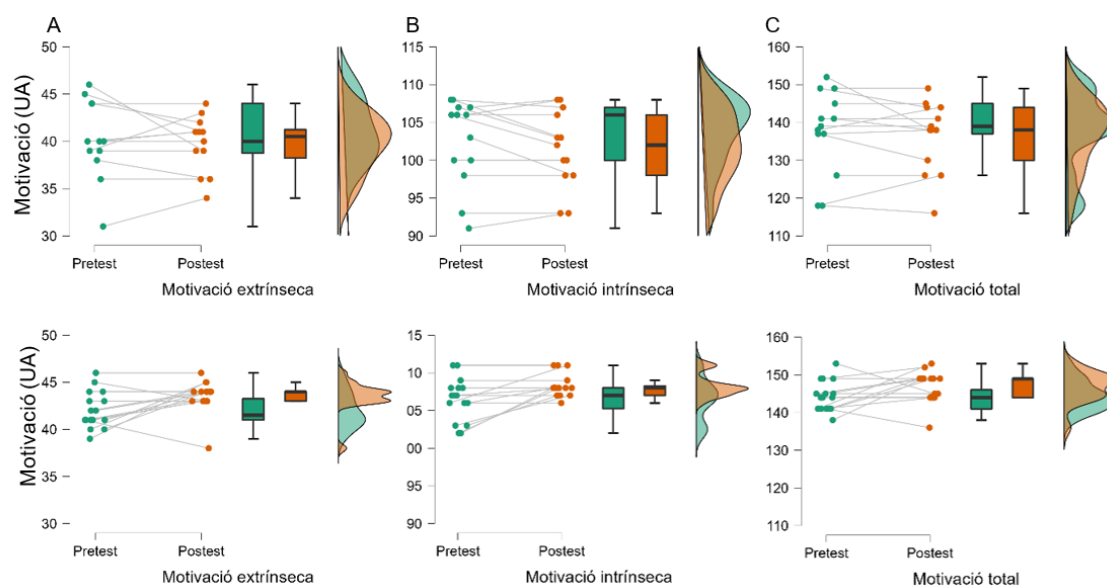 A
B
C
Motivació (UA)
50
45
40
35
30
Pretest
Postest
Motivació extrínseca
115
110
105
100
95
90
Pretest
Postest
Motivació intrínseca
160
150
140
130
120
110
Pretest
Postest
Motivació total
Motivació (UA)
50
45
40
35
30
Pretest
Postest
Motivació extrínseca
15
10
05
00
95
90
Pretest
Postest
Motivació intrínseca
160
150
140
130
120
110
Pretest
Postest
Motivació total